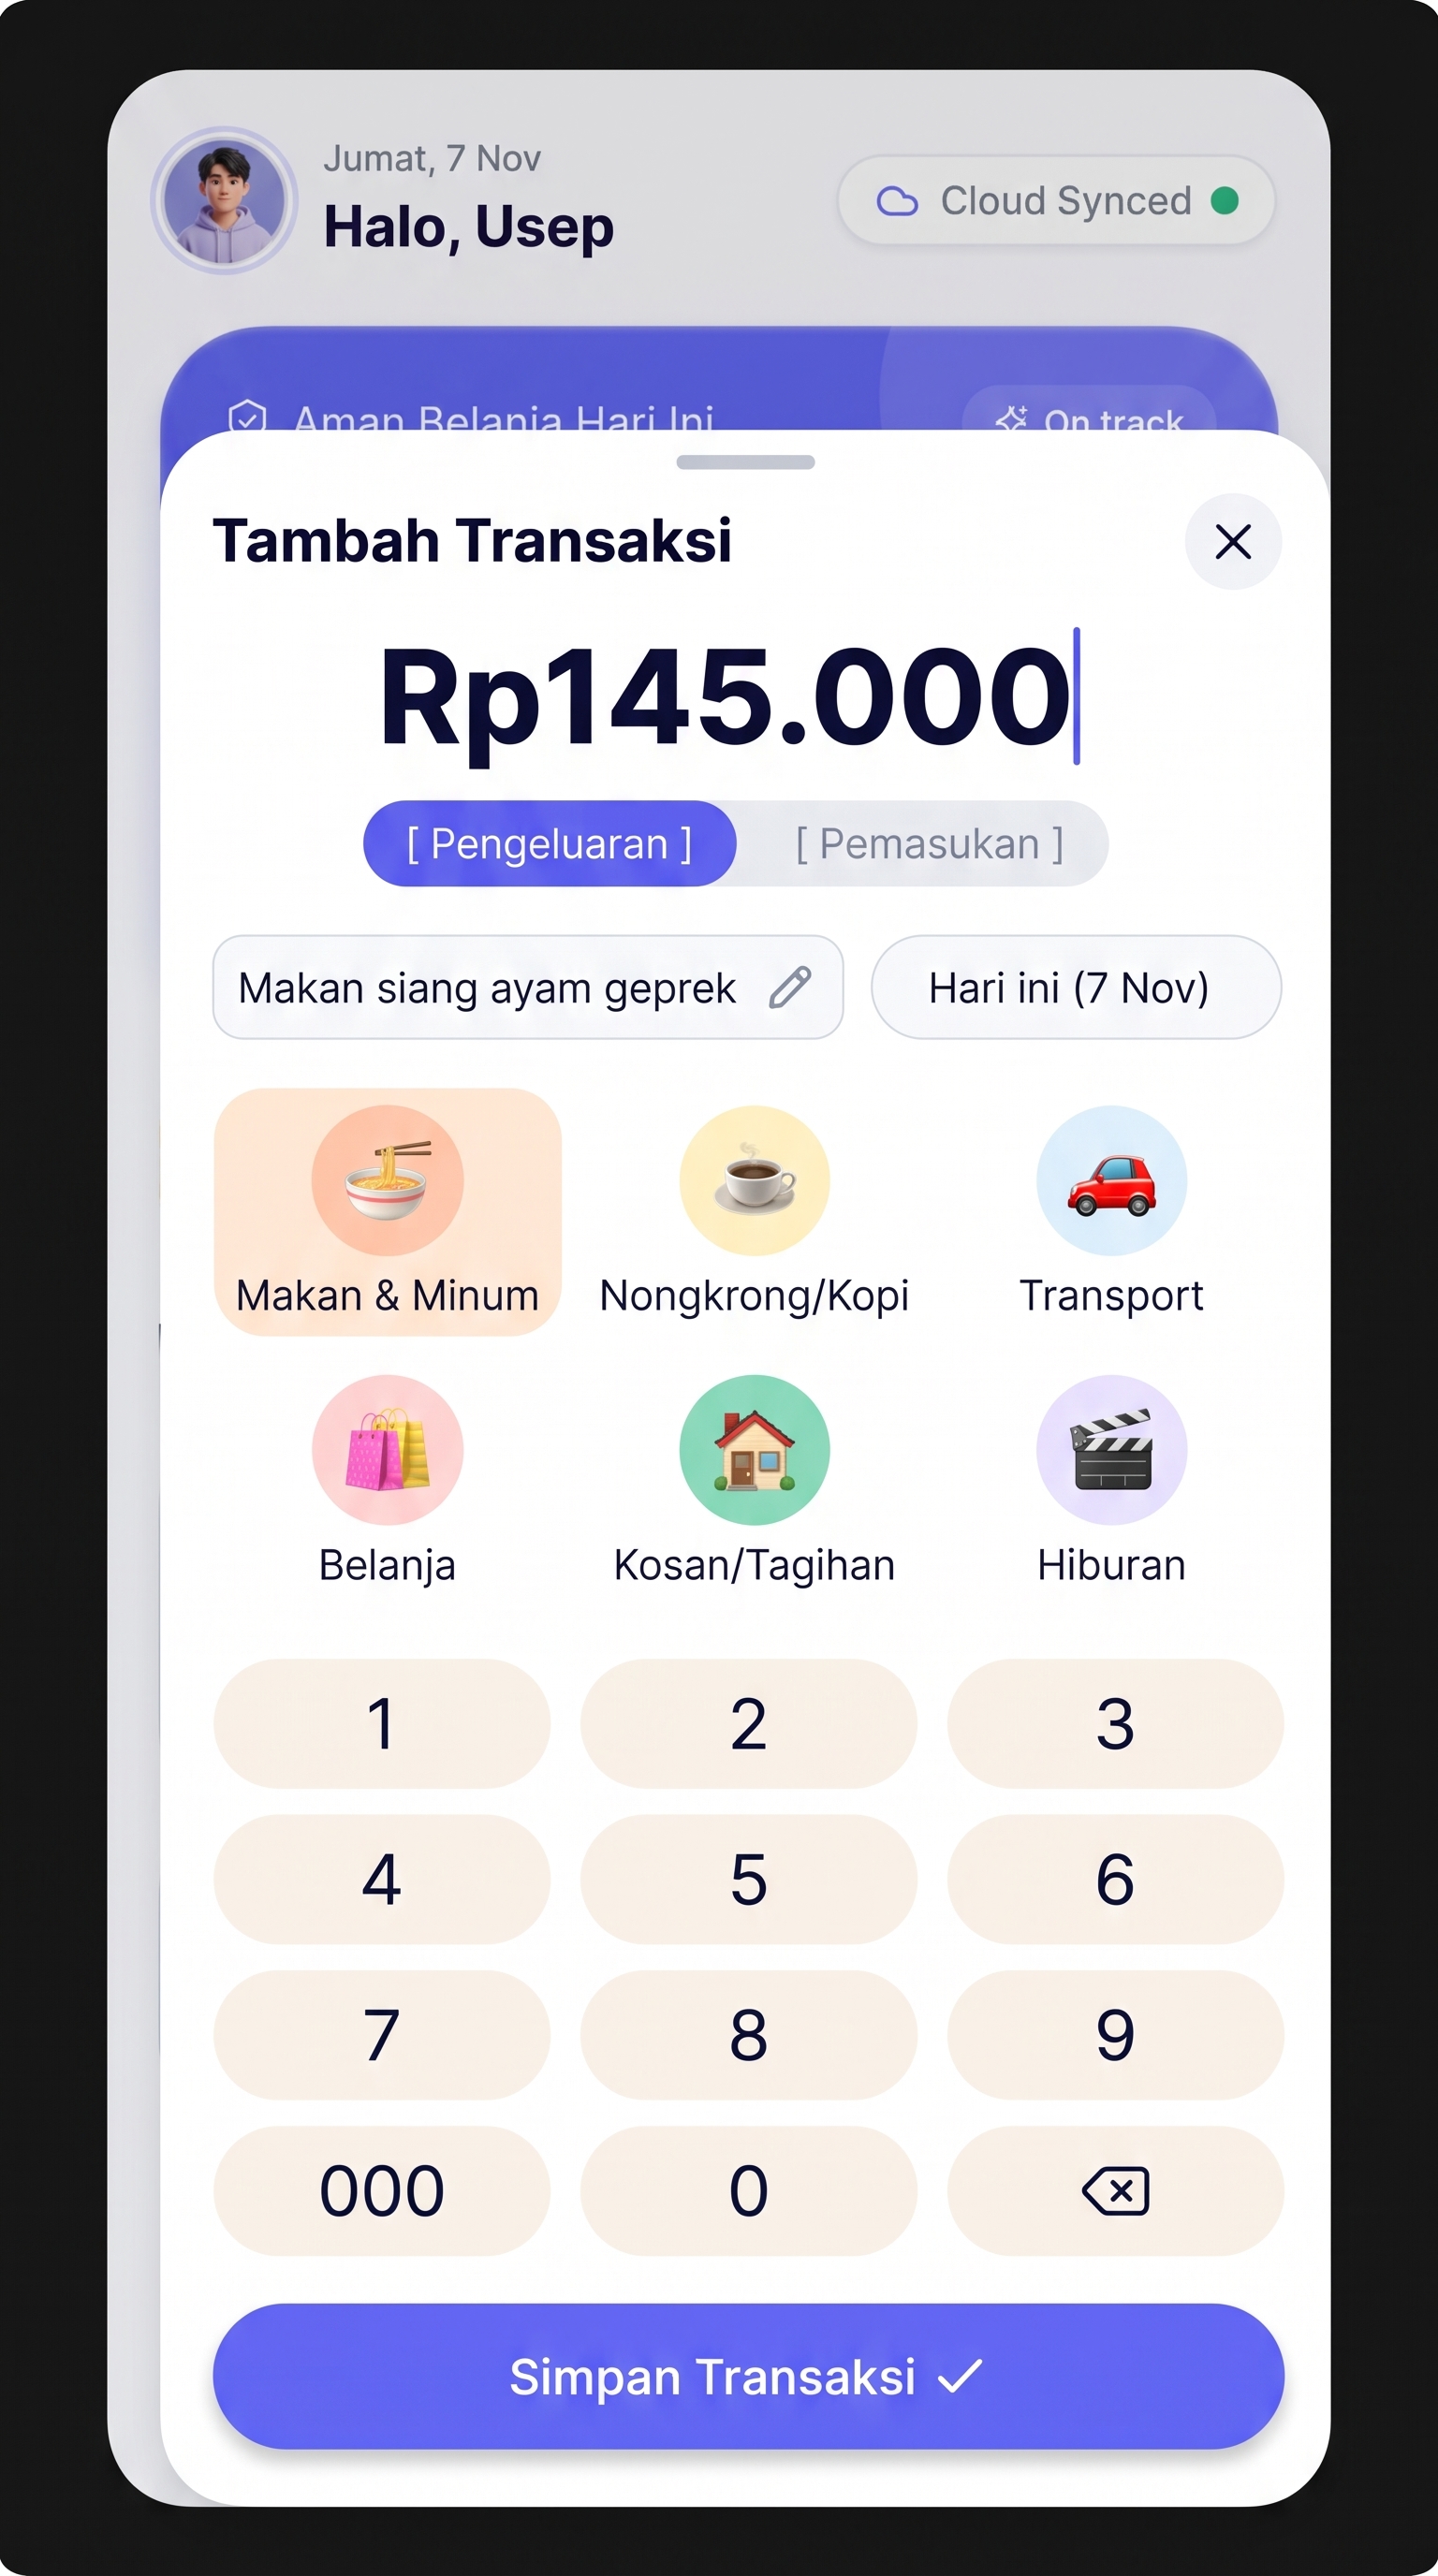 Jumat, 7 Nov
Halo, Usep
Cloud Synced
Aman Belanja Hari Ini
On track
Tambah Transaksi
Rp145.000
[ Pengeluaran ]
[ Pemasukan ]
Makan siang ayam geprek
Hari ini (7 Nov)
Makan & Minum
Nongkrong/Kopi
Transport
Belanja
Kosan/Tagihan
Hiburan
1
2
3
4
5
6
7
8
9
000
0
Simpan Transaksi